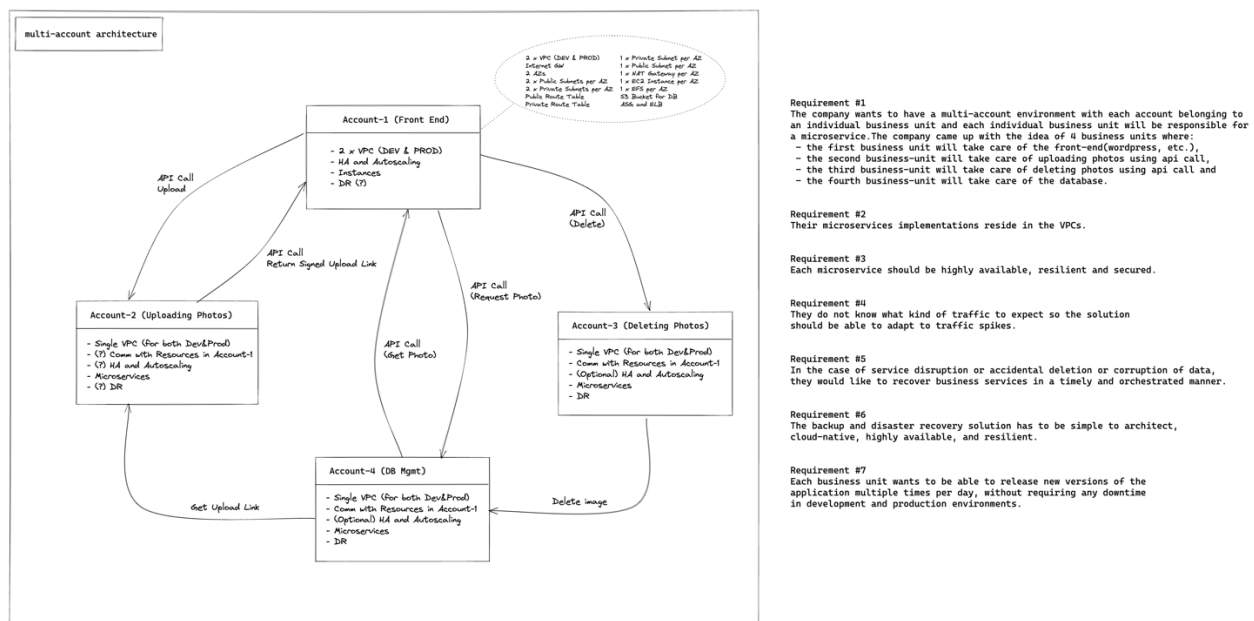 multi-account architecture
2 x VPC (DEV & PROD)
Internet GW
2 AZs
2 x Public Subnets per AZ
2 x Private Subnets per AZ
Public Route Table
Private Route Table
1 x Private Subnet per AZ
1 x Public Subnet per AZ
1 x NAT Gateway per AZ
1 x EC2 Instance per AZ
1 x EFS per AZ
S3 Bucket for DB
ASG and ELB
Account-1 (Front End)
- 2 x VPC (DEV & PROD)
- HA and Autoscaling
- Instances
- DR (?)
API Call
Upload
API Call
Return Signed Upload Link
API Call
(Delete)
API Call
(Request Photo)
API Call
(Get Photo)
Account-2 (Uploading Photos)
- Single VPC (for both Dev&Prod)
- (?) Comm with Resources in Account-1
- (?) HA and Autoscaling
- Microservices
- (?) DR
Account-3 (Deleting Photos)
- Single VPC (for both Dev&Prod)
- Comm with Resources in Account-1
- (Optional) HA and Autoscaling
- Microservices
- DR
Account-4 (DB Mgmt)
- Single VPC (for both Dev&Prod)
- Comm with Resources in Account-1
- (Optional) HA and Autoscaling
- Microservices
- DR
Get Upload Link
Delete image
Requirement #1
The company wants to have a multi-account environment with each account belonging to
an individual business unit and each individual business unit will be responsible for
a microservice.The company came up with the idea of 4 business units where:
- the first business unit will take care of the front-end(wordpress, etc.),
- the second business-unit will take care of uploading photos using api call,
- the third business-unit will take care of deleting photos using api call and
- the fourth business-unit will take care of the database.
Requirement #2
Their microservices implementations reside in the VPCs.
Requirement #3
Each microservice should be highly available, resilient and secured.
Requirement #4
They do not know what kind of traffic to expect so the solution
should be able to adapt to traffic spikes.
Requirement #5
In the case of service disruption or accidental deletion or corruption of data,
they would like to recover business services in a timely and orchestrated manner.
Requirement #6
The backup and disaster recovery solution has to be simple to architect,
cloud-native, highly available, and resilient.
Requirement #7
Each business unit wants to be able to release new versions of the
application multiple times per day, without requiring any downtime
in development and production environments.